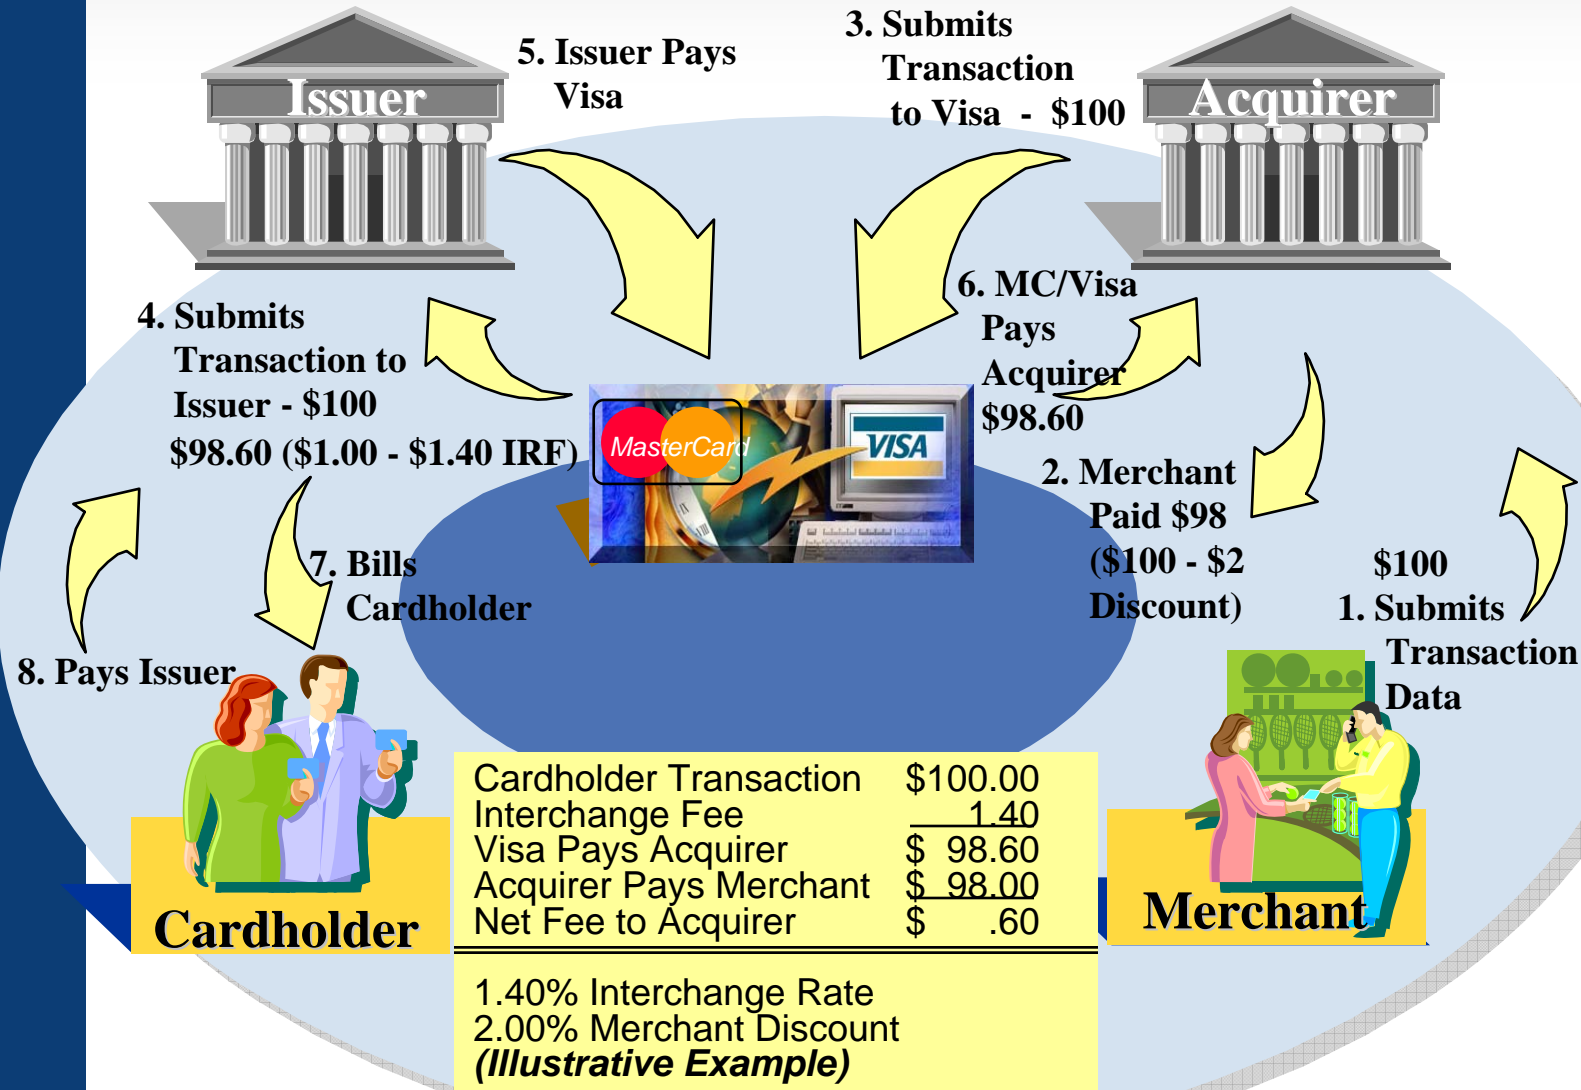 Issuer
5. Issuer Pays
Visa
3. Submits
Transaction
to Visa - $100
Acquirer
4. Submits
Transaction to
Issuer - $100
$98.60 ($1.00 - $1.40 IRF)
MasterCard
VISA
6. MC/Visa
Pays
Acquirer
$98.60
2. Merchant
Paid $98
($100 - $2
Discount)
$100
1. Submits
Transaction
Data
7. Bills
Cardholder
8. Pays Issuer
Cardholder
Merchant
Cardholder Transaction $100.00
Interchange Fee 1.40
Visa Pays Acquirer $ 98.60
Acquirer Pays Merchant $ 98.00
Net Fee to Acquirer $ .60
1.40% Interchange Rate
2.00% Merchant Discount
(Illustrative Example)